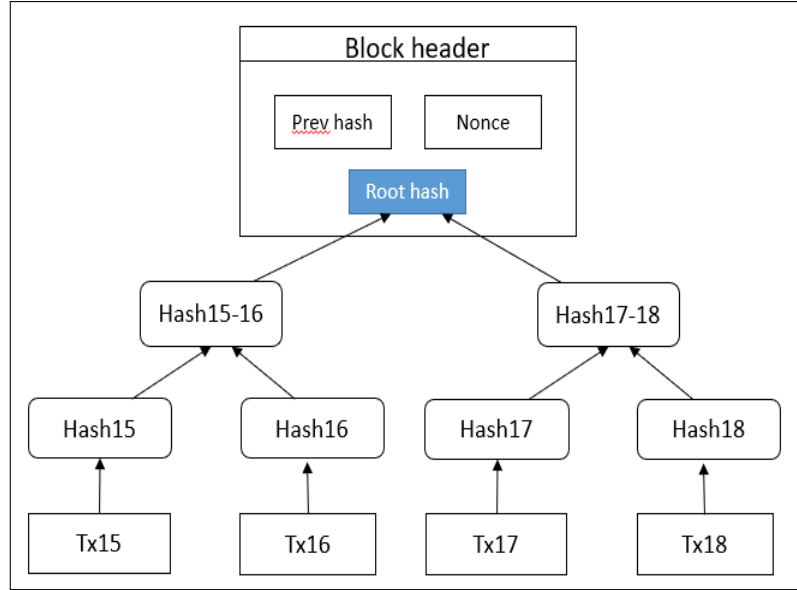 Block header
Prev hash
Nonce
Root hash
Hash15-16
Hash17-18
Hash15
Hash16
Hash17
Hash18
Tx15
Tx16
Tx17
Tx18